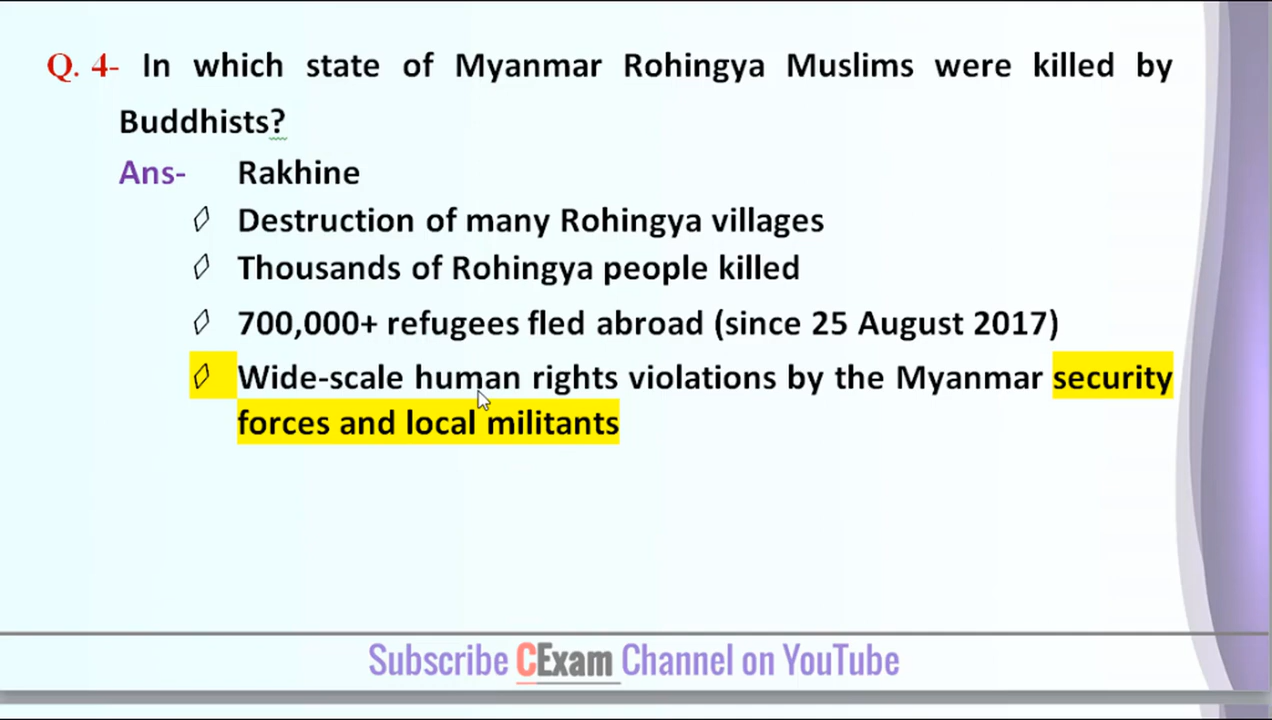 Q. 4- In which state of Myanmar Rohingya Muslims were killed by
Buddhists?
Ans- Rakhine
◊ Destruction of many Rohingya villages
◊ Thousands of Rohingya people killed
◊ 700,000+ refugees fled abroad (since 25 August 2017)
◊ Wide-scale human rights violations by the Myanmar security
forces and local militants
Subscribe CExam Channel on YouTube